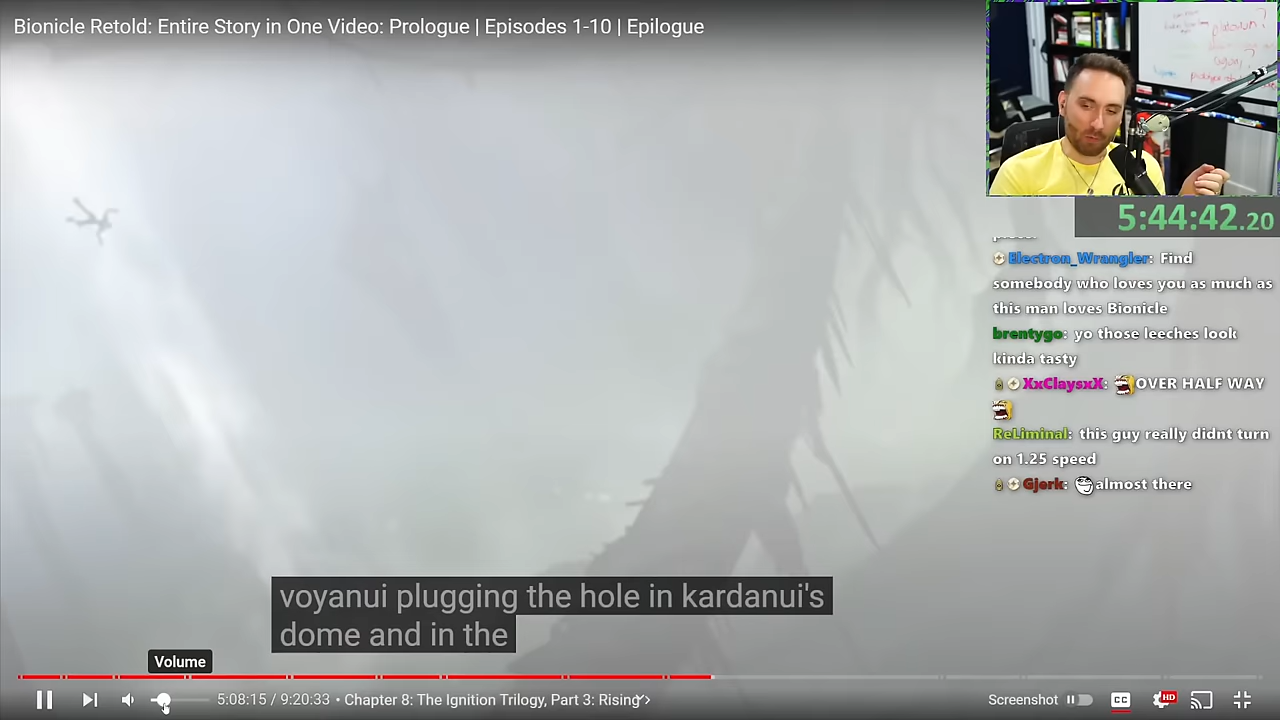 Bionicle Retold: Entire Story in One Video: Prologue | Episodes 1-10 | Epilogue
5:44:42.20
Electron_Wrangler: Find
somebody who loves you as much as
this man loves Bionicle
brentygo: yo those leeches look
kinda tasty
XxClaysxX: OVER HALF WAY
ReLiminal: this guy really didnt turn
on 1.25 speed
Gjerk: almost there
voyanui plugging the hole in kardanui's
dome and in the
Volume
5:08:15 / 9:20:33 • Chapter 8: The Ignition Trilogy, Part 3: Rising
Screenshot
CC
HD